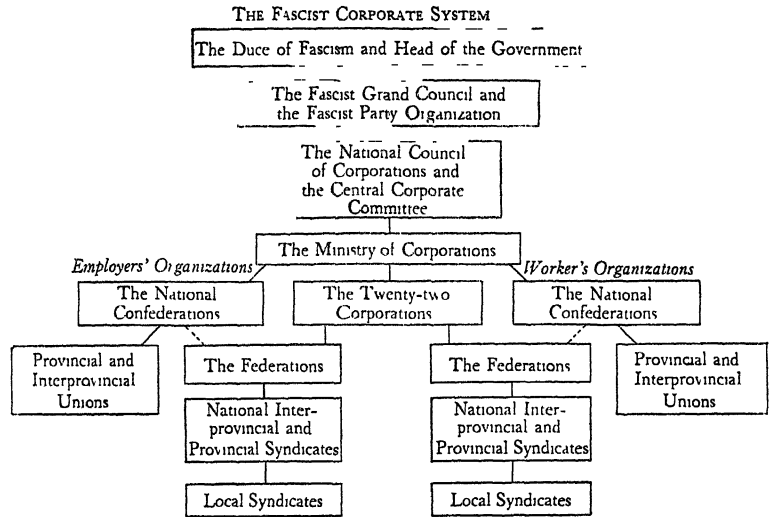 THE FASCIST CORPORATE SYSTEM
The Duce of Fascism and Head of the Government
The Fascist Grand Council and
the Fascist Party Organization
The National Council
of Corporations and
the Central Corporate
Committee
The Ministry of Corporations
Employers' Organizations
Worker's Organizations
The National
Confederations
The Twenty-two
Corporations
The National
Confederations
Provincial and
Interprovincial
Unions
The Federations
The Federations
Provincial and
Interprovincial
Unions
National Inter-
provincial and
Provincial Syndicates
National Inter-
provincial and
Provincial Syndicates
Local Syndicates
Local Syndicates